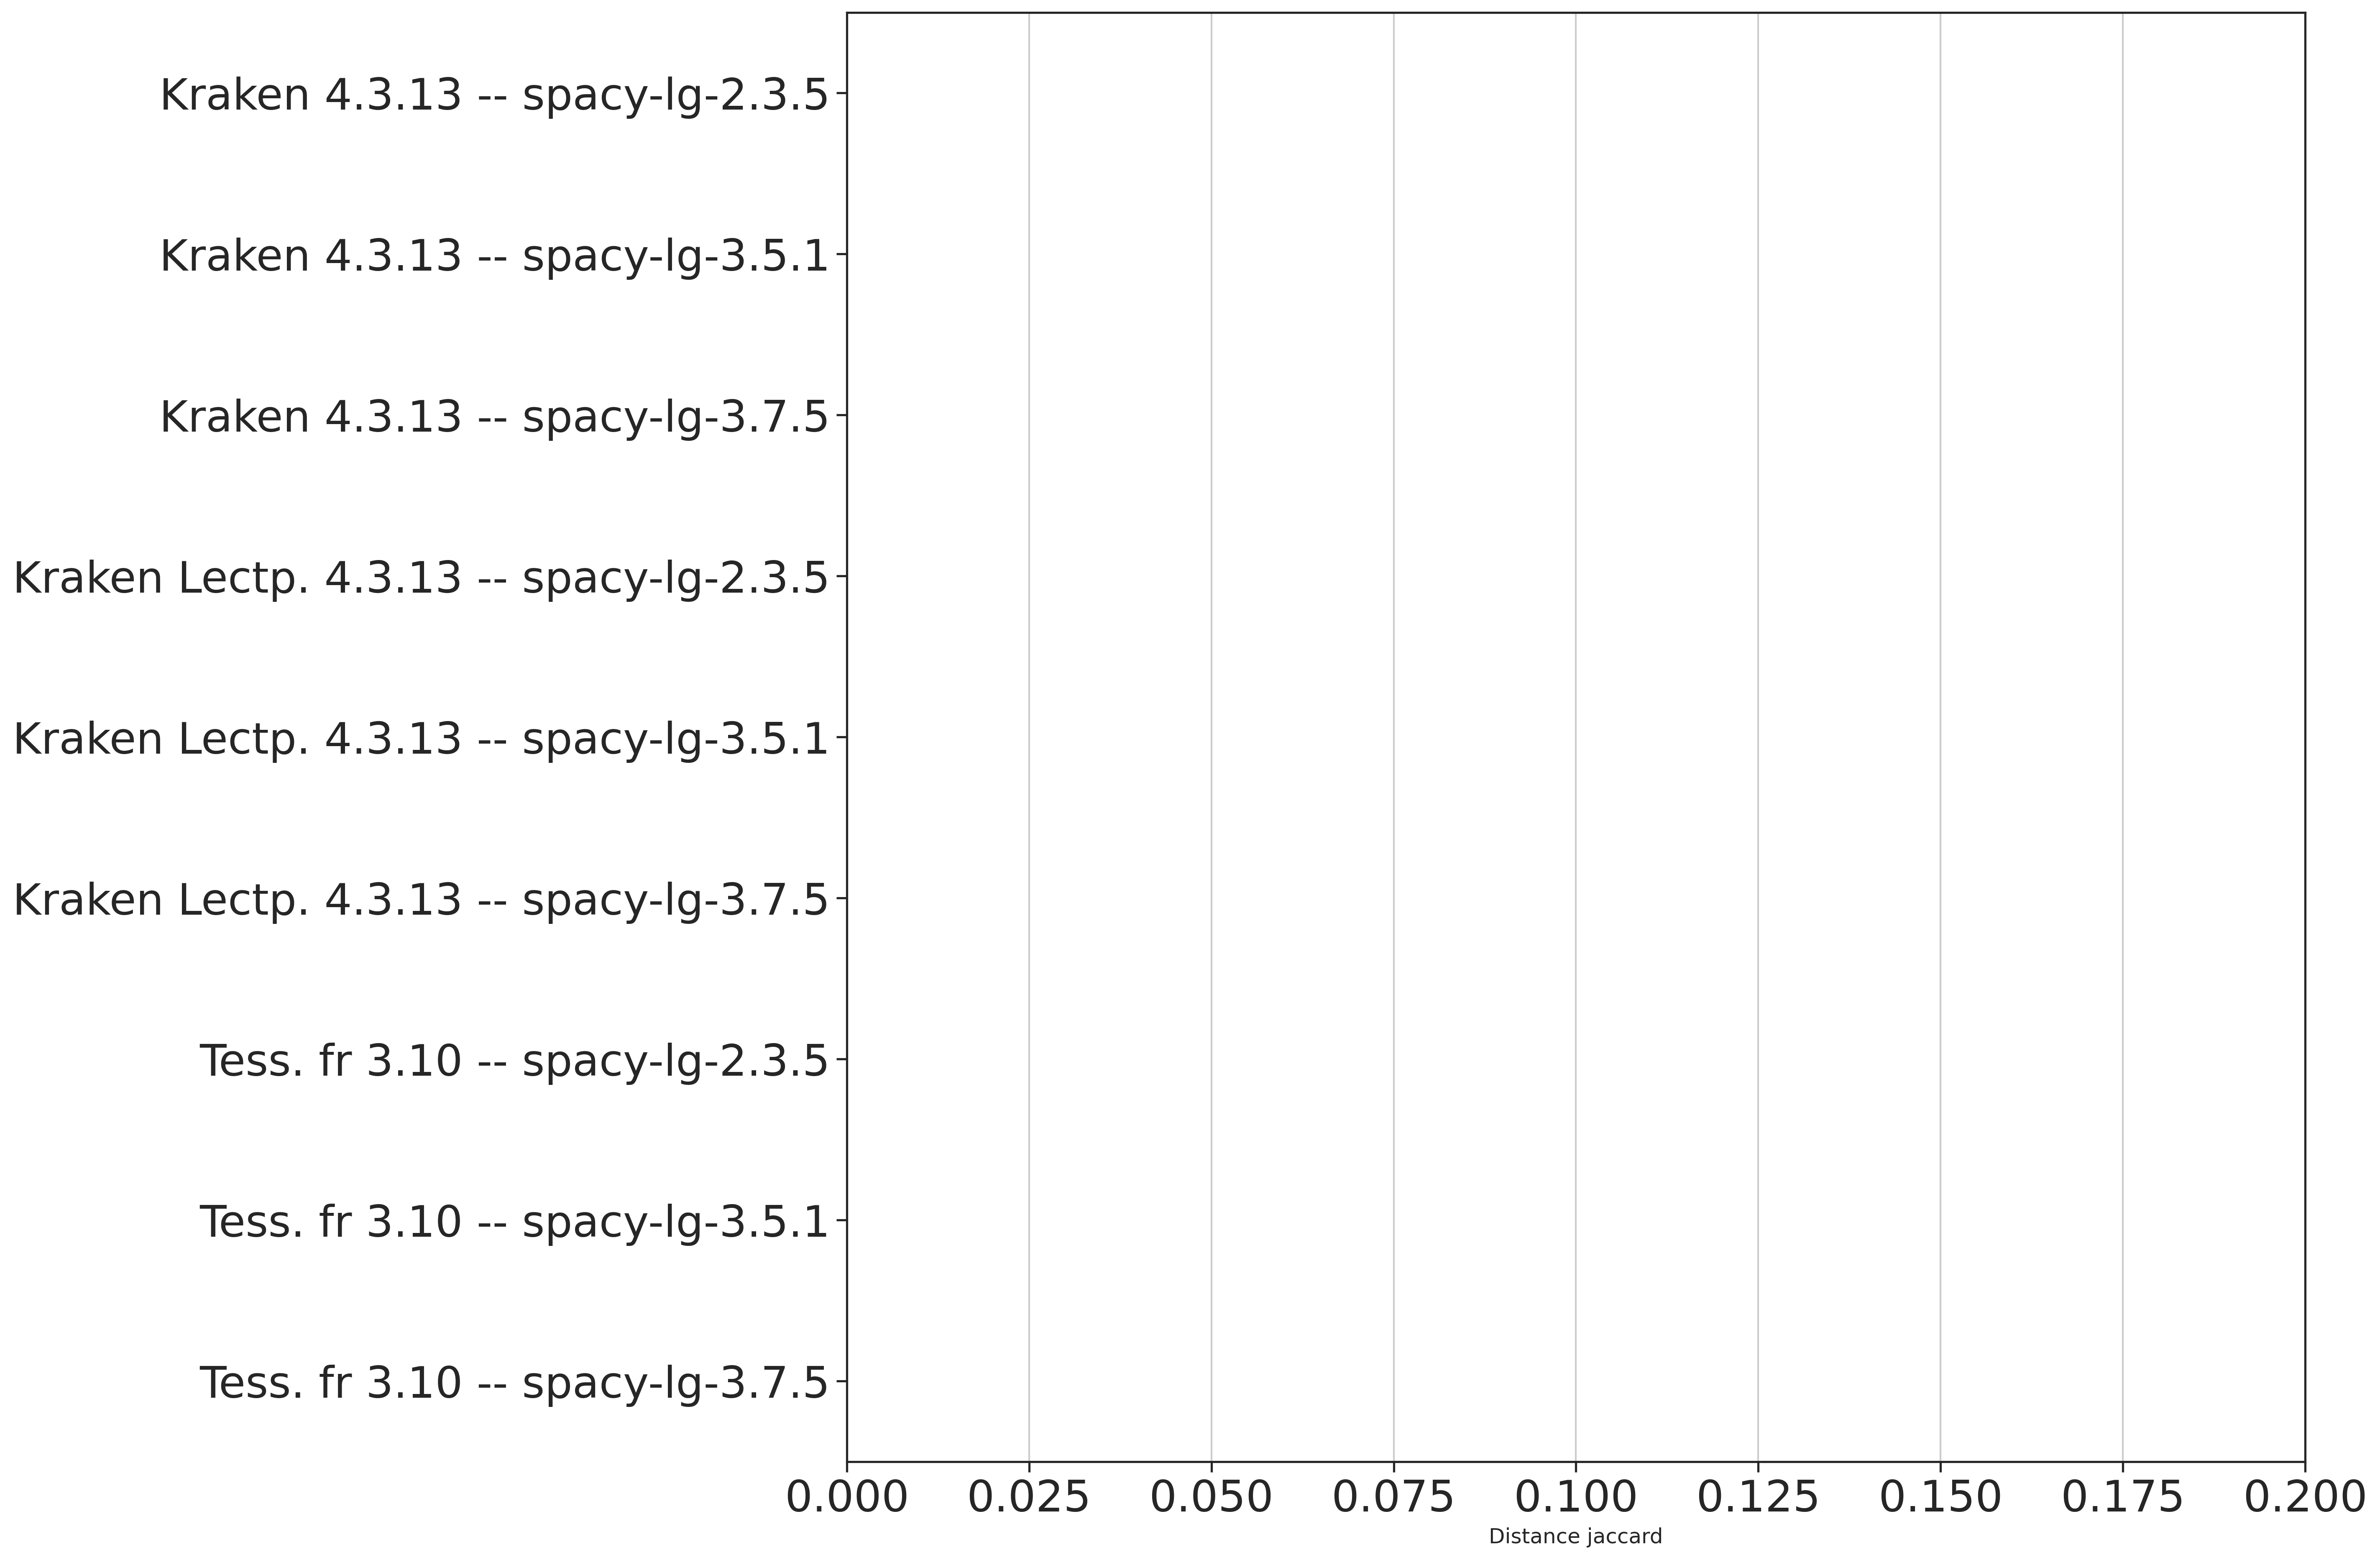 Kraken 4.3.13 -- spacy-lg-2.3.5
Kraken 4.3.13 -- spacy-lg-3.5.1
Kraken 4.3.13 -- spacy-lg-3.7.5
Kraken Lectp. 4.3.13 -- spacy-lg-2.3.5
Kraken Lectp. 4.3.13 -- spacy-lg-3.5.1
Kraken Lectp. 4.3.13 -- spacy-lg-3.7.5
Tess. fr 3.10 -- spacy-lg-2.3.5
Tess. fr 3.10 -- spacy-lg-3.5.1
Tess. fr 3.10 -- spacy-lg-3.7.5
0.000 0.025 0.050 0.075 0.100 0.125 0.150 0.175 0.200
Distance jaccard